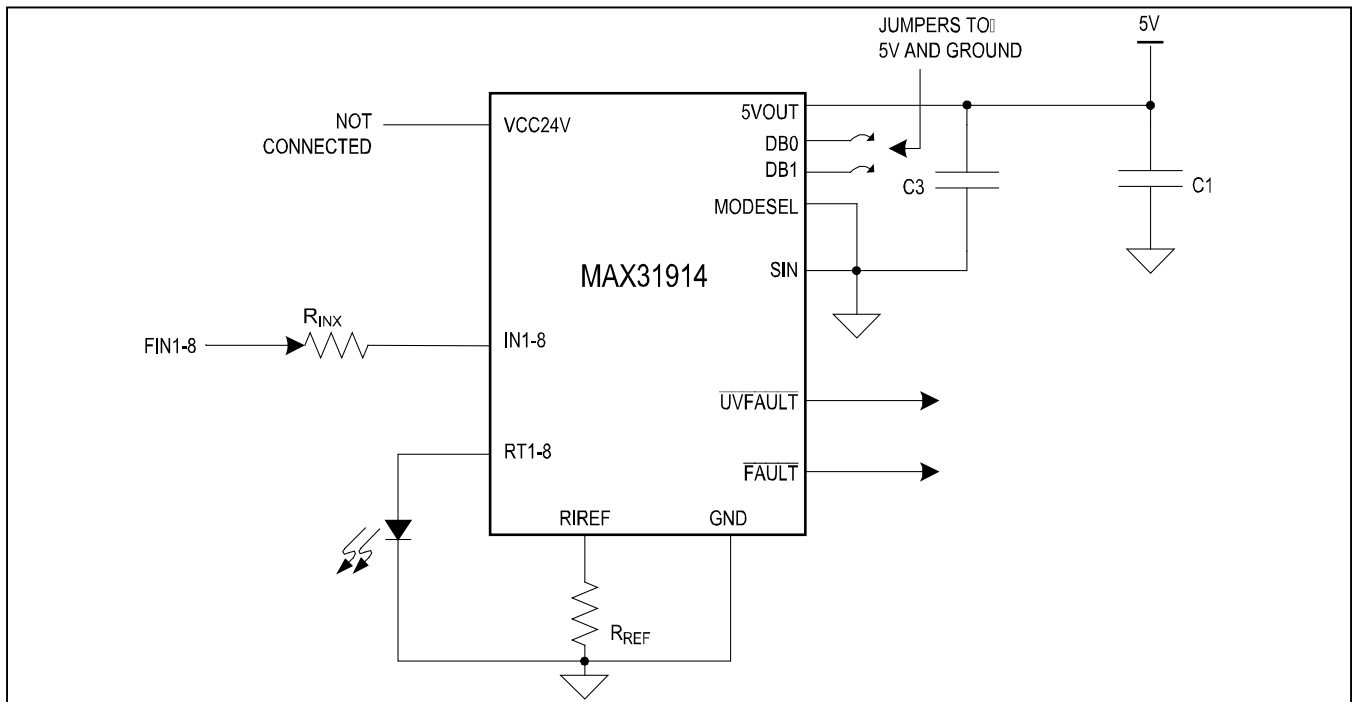 JUMPERS TO▯
5V AND GROUND
5V
NOT
CONNECTED
VCC24V
5VOUT
DB0
DB1
MODESEL
SIN
C3
C1
MAX31914
FIN1-8
RINX
IN1-8
UVFAULT
RT1-8
FAULT
RIREF
GND
RREF